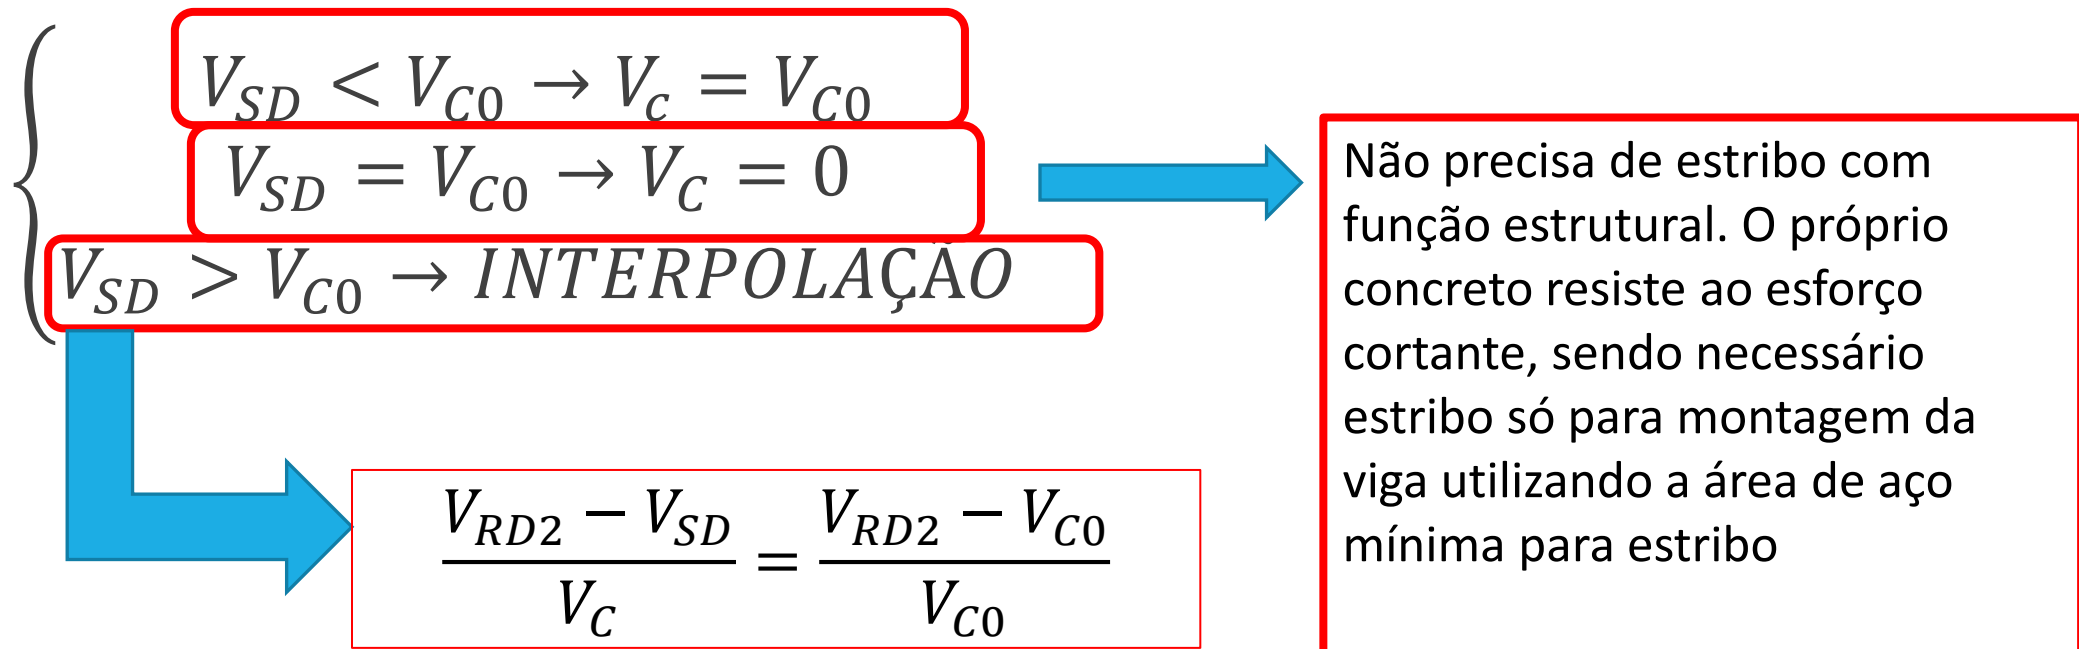 V_SD < V_C0 → V_c = V_C0
V_SD = V_C0 → V_C = 0
V_SD > V_C0 → INTERPOLAÇÃO
(V_RD2 − V_SD)/V_C = (V_RD2 − V_C0)/V_C0
Não precisa de estribo com
função estrutural. O próprio
concreto resiste ao esforço
cortante, sendo necessário
estribo só para montagem da
viga utilizando a área de aço
mínima para estribo